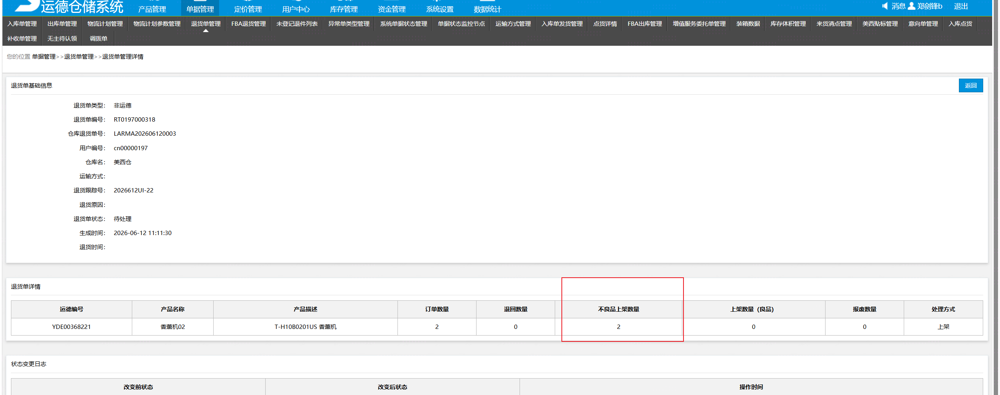 运德仓储系统
产品管理 单据管理 定价管理 用户中心 库存管理 资金管理 系统设置 数据统计 消息 郑剑锋b 退出
入库单管理 出库单管理 物流计划管理 物流计划参数管理 退货单管理 FBA退货管理 未登记退件列表 异常单类型管理 系统单据状态管理 单据状态监控节点 运输方式管理 入库单发货管理 点货详情 FBA出库管理 增值服务委托单管理 装箱数据 库存体积管理 来货清点管理 美西贴标管理 意向单管理 入库点货
补收单管理 无主待认领 调拨单
您的位置 单据管理>>退货单管理>>退货单管理详情
退货单基础信息 返回
退货单类型： 非运德
退货单编号： RT0197000318
仓库退货单号： LARMA202606120003
用户编号： cn00000197
仓库名： 美西仓
运输方式：
退货跟踪号： 2026612UI-22
退货原因：
退货单状态： 待处理
生成时间： 2026-06-12 11:11:30
退货时间：
退货单详情
运德编号 产品名称 产品描述 订单数量 退回数量 不良品上架数量 上架数量（良品） 报废数量 处理方式
YDE00368221 香薰机02 T-H10B0201US 香薰机 2 0 2 0 0 上架
状态变更日志
改变前状态 改变后状态 操作时间